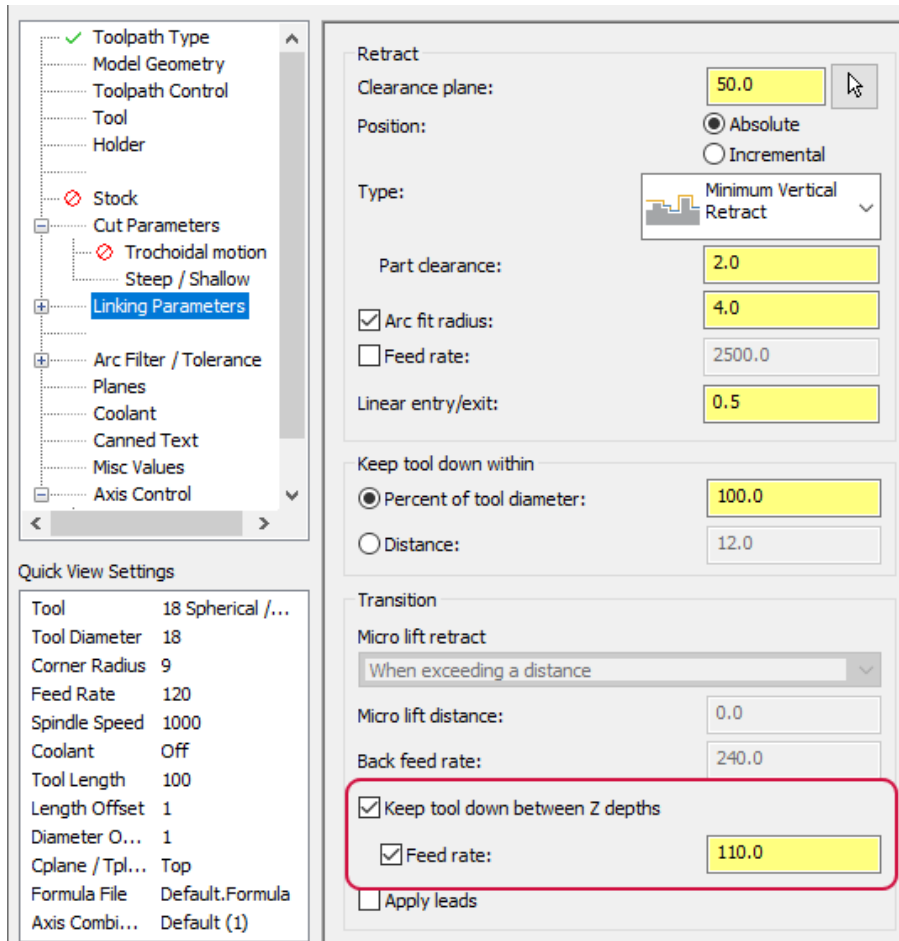 Toolpath Type
Model Geometry
Toolpath Control
Tool
Holder
Stock
Cut Parameters
Trochoidal motion
Steep / Shallow
Linking Parameters
Arc Filter / Tolerance
Planes
Coolant
Canned Text
Misc Values
Axis Control
Quick View Settings
Tool 18 Spherical /...
Tool Diameter 18
Corner Radius 9
Feed Rate 120
Spindle Speed 1000
Coolant Off
Tool Length 100
Length Offset 1
Diameter O... 1
Cplane / Tpl... Top
Formula File Default.Formula
Axis Combi... Default (1)
Retract
Clearance plane: 50.0
Position: Absolute
Incremental
Type: Minimum Vertical
Retract
Part clearance: 2.0
Arc fit radius: 4.0
Feed rate: 2500.0
Linear entry/exit: 0.5
Keep tool down within
Percent of tool diameter: 100.0
Distance: 12.0
Transition
Micro lift retract
When exceeding a distance
Micro lift distance: 0.0
Back feed rate: 240.0
Keep tool down between Z depths
Feed rate: 110.0
Apply leads